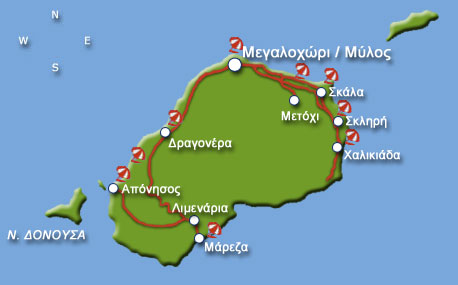 N
W
E
S
Μεγαλοχώρι / Μύλος
Σκάλα
Μετόχι
Σκληρή
Δραγονέρα
Χαλικιάδα
Απόνησος
Λιμενάρια
Ν. ΔΟΝΟΥΣΑ
Μάρεζα